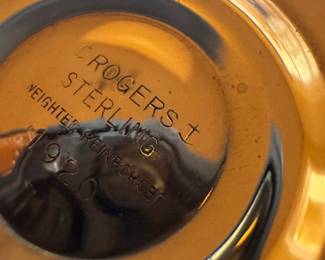 ROGERS
STERLING
WEIGHTED REINFORCED
1920